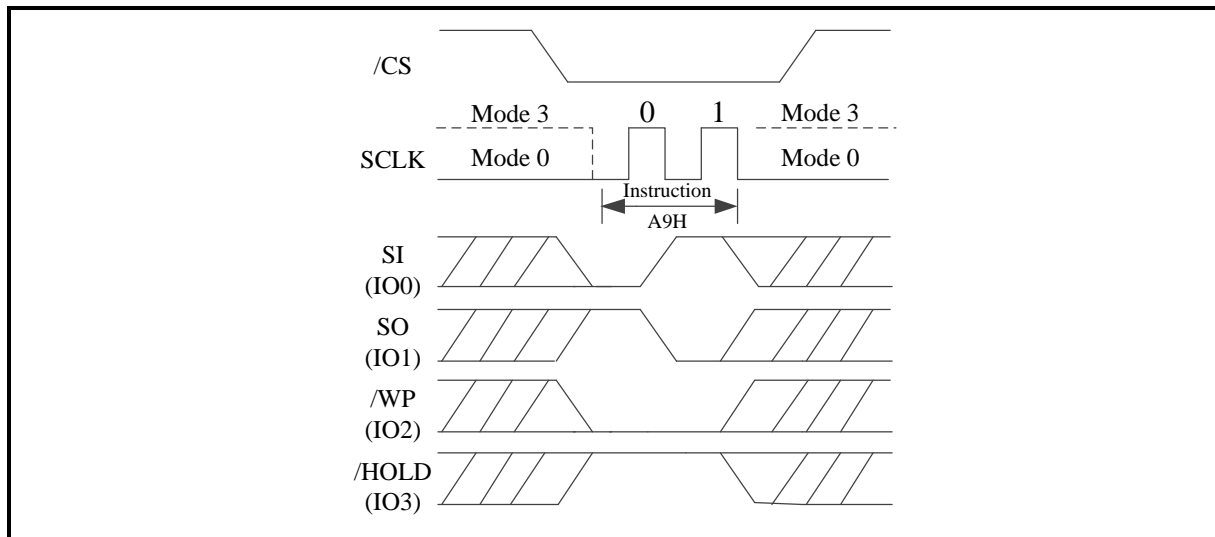 /CS
Mode 3 0 1 Mode 3
SCLK Mode 0 Mode 0
Instruction
A9H
SI
(IO0)
SO
(IO1)
/WP
(IO2)
/HOLD
(IO3)